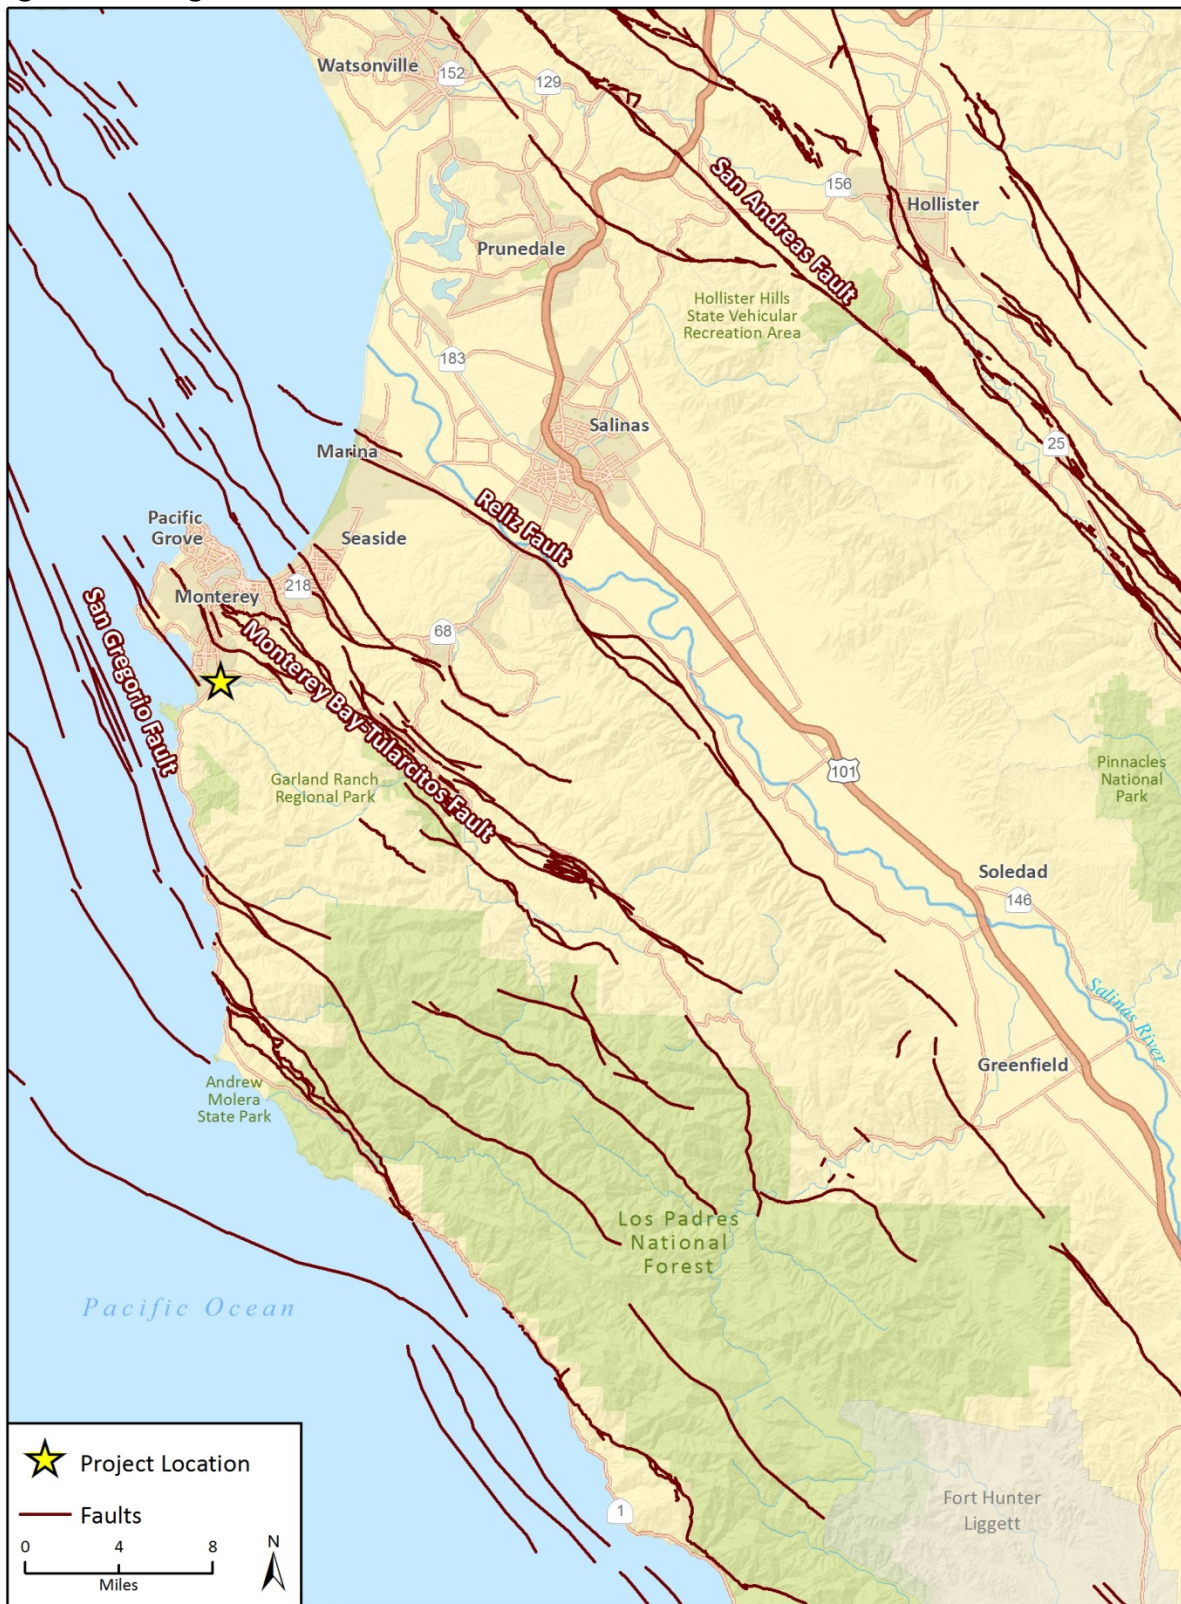 Watsonville
152
129
156
Hollister
San Andreas Fault
Prunedale
Hollister Hills
State Vehicular
Recreation Area
183
Salinas
Marina
25
Reliz Fault
Pacific
Grove
Seaside
218
Monterey
68
San Gregorio Fault
Monterey Bay-Tularcitos Fault
Garland Ranch
Regional Park
101
Pinnacles
National
Park
Soledad
146
Salinas River
Greenfield
Andrew
Molera
State Park
Los Padres
National
Forest
Pacific Ocean
Fort Hunter
Liggett
1
Project Location
Faults
0 4 8
Miles
N